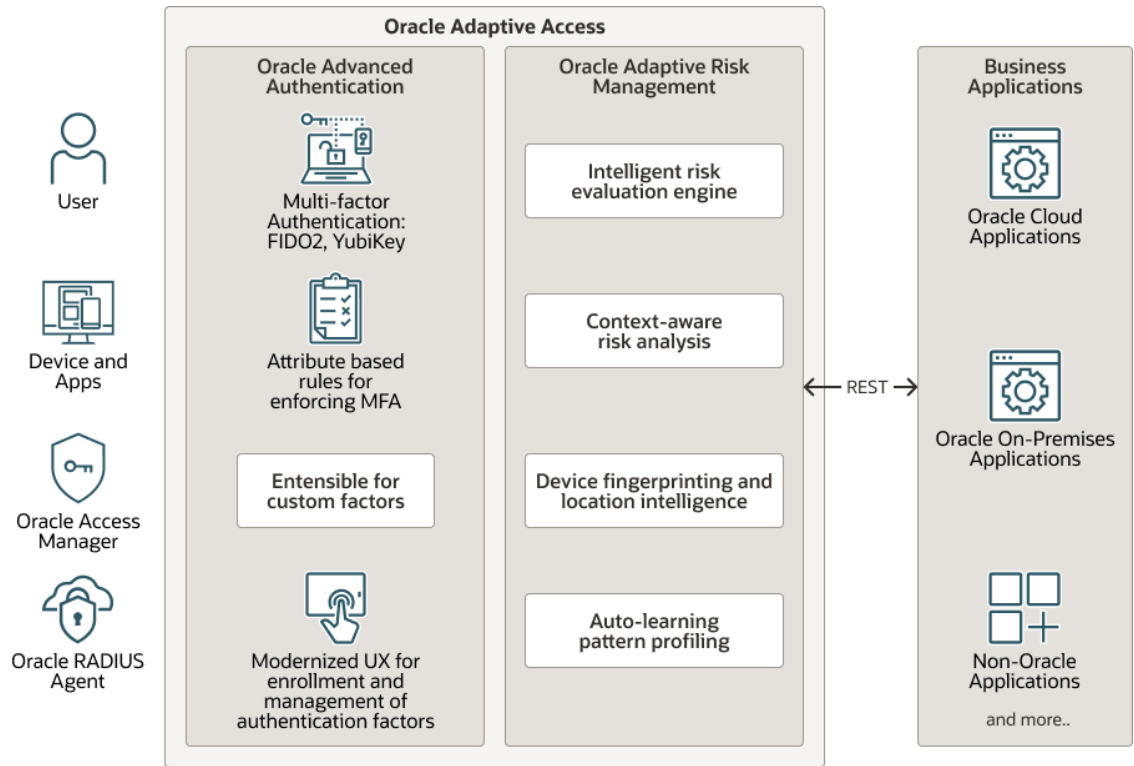 Oracle Adaptive Access
User
Device and
Apps
Oracle Access
Manager
Oracle RADIUS
Agent
Oracle Advanced
Authentication
Multi-factor
Authentication:
FIDO2, YubiKey
Attribute based
rules for
enforcing MFA
Entensible for
custom factors
Modernized UX for
enrollment and
management of
authentication factors
Oracle Adaptive Risk
Management
Intelligent risk
evaluation engine
Context-aware
risk analysis
Device fingerprinting and
location intelligence
Auto-learning
pattern profiling
REST
Business
Applications
Oracle Cloud
Applications
Oracle On-Premises
Applications
Non-Oracle
Applications
and more..